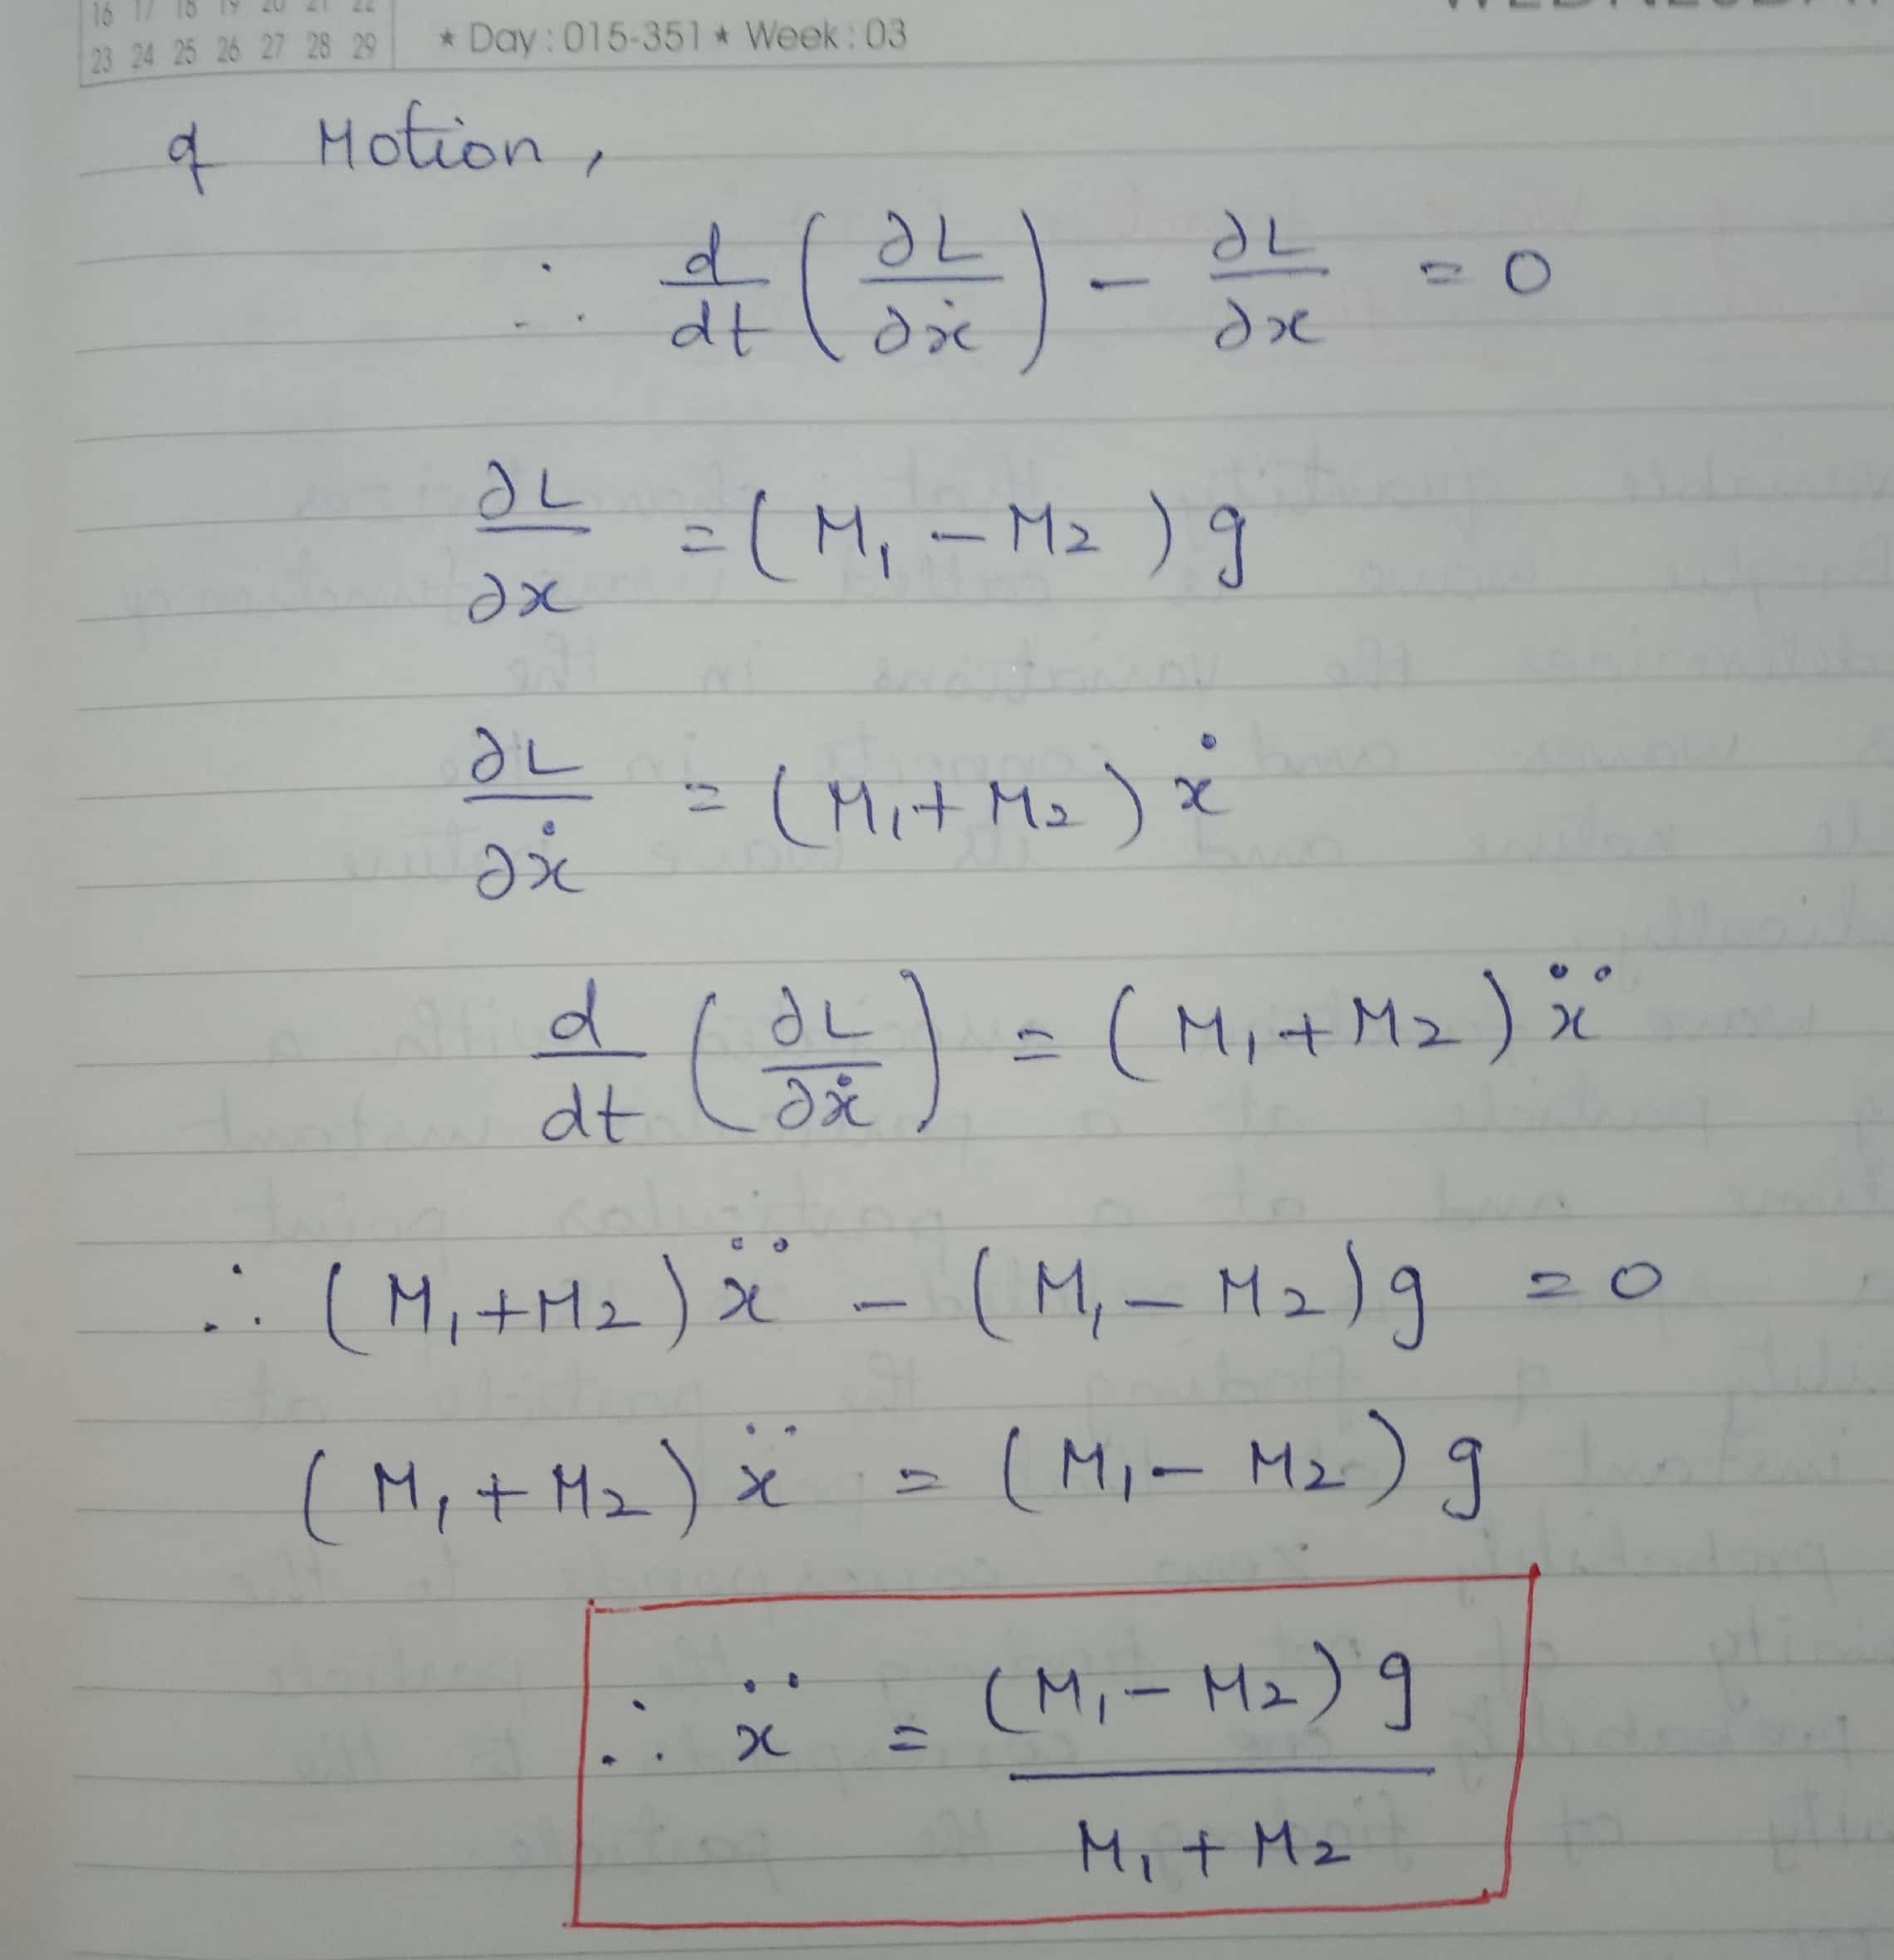 16 17 18 19 20 21 22
23 24 25 26 27 28 29
★ Day : 015-351 ★ Week : 03
of Motion,
∴ d/dt (∂L/∂ẋ) - ∂L/∂x = 0
∂L/∂x = (M₁ - M₂) g
∂L/∂ẋ = (M₁ + M₂) ẋ
d/dt (∂L/∂ẋ) = (M₁ + M₂) ẍ
∴ (M₁ + M₂) ẍ - (M₁ - M₂) g = 0
(M₁ + M₂) ẍ = (M₁ - M₂) g
∴ ẍ = (M₁ - M₂) g / M₁ + M₂